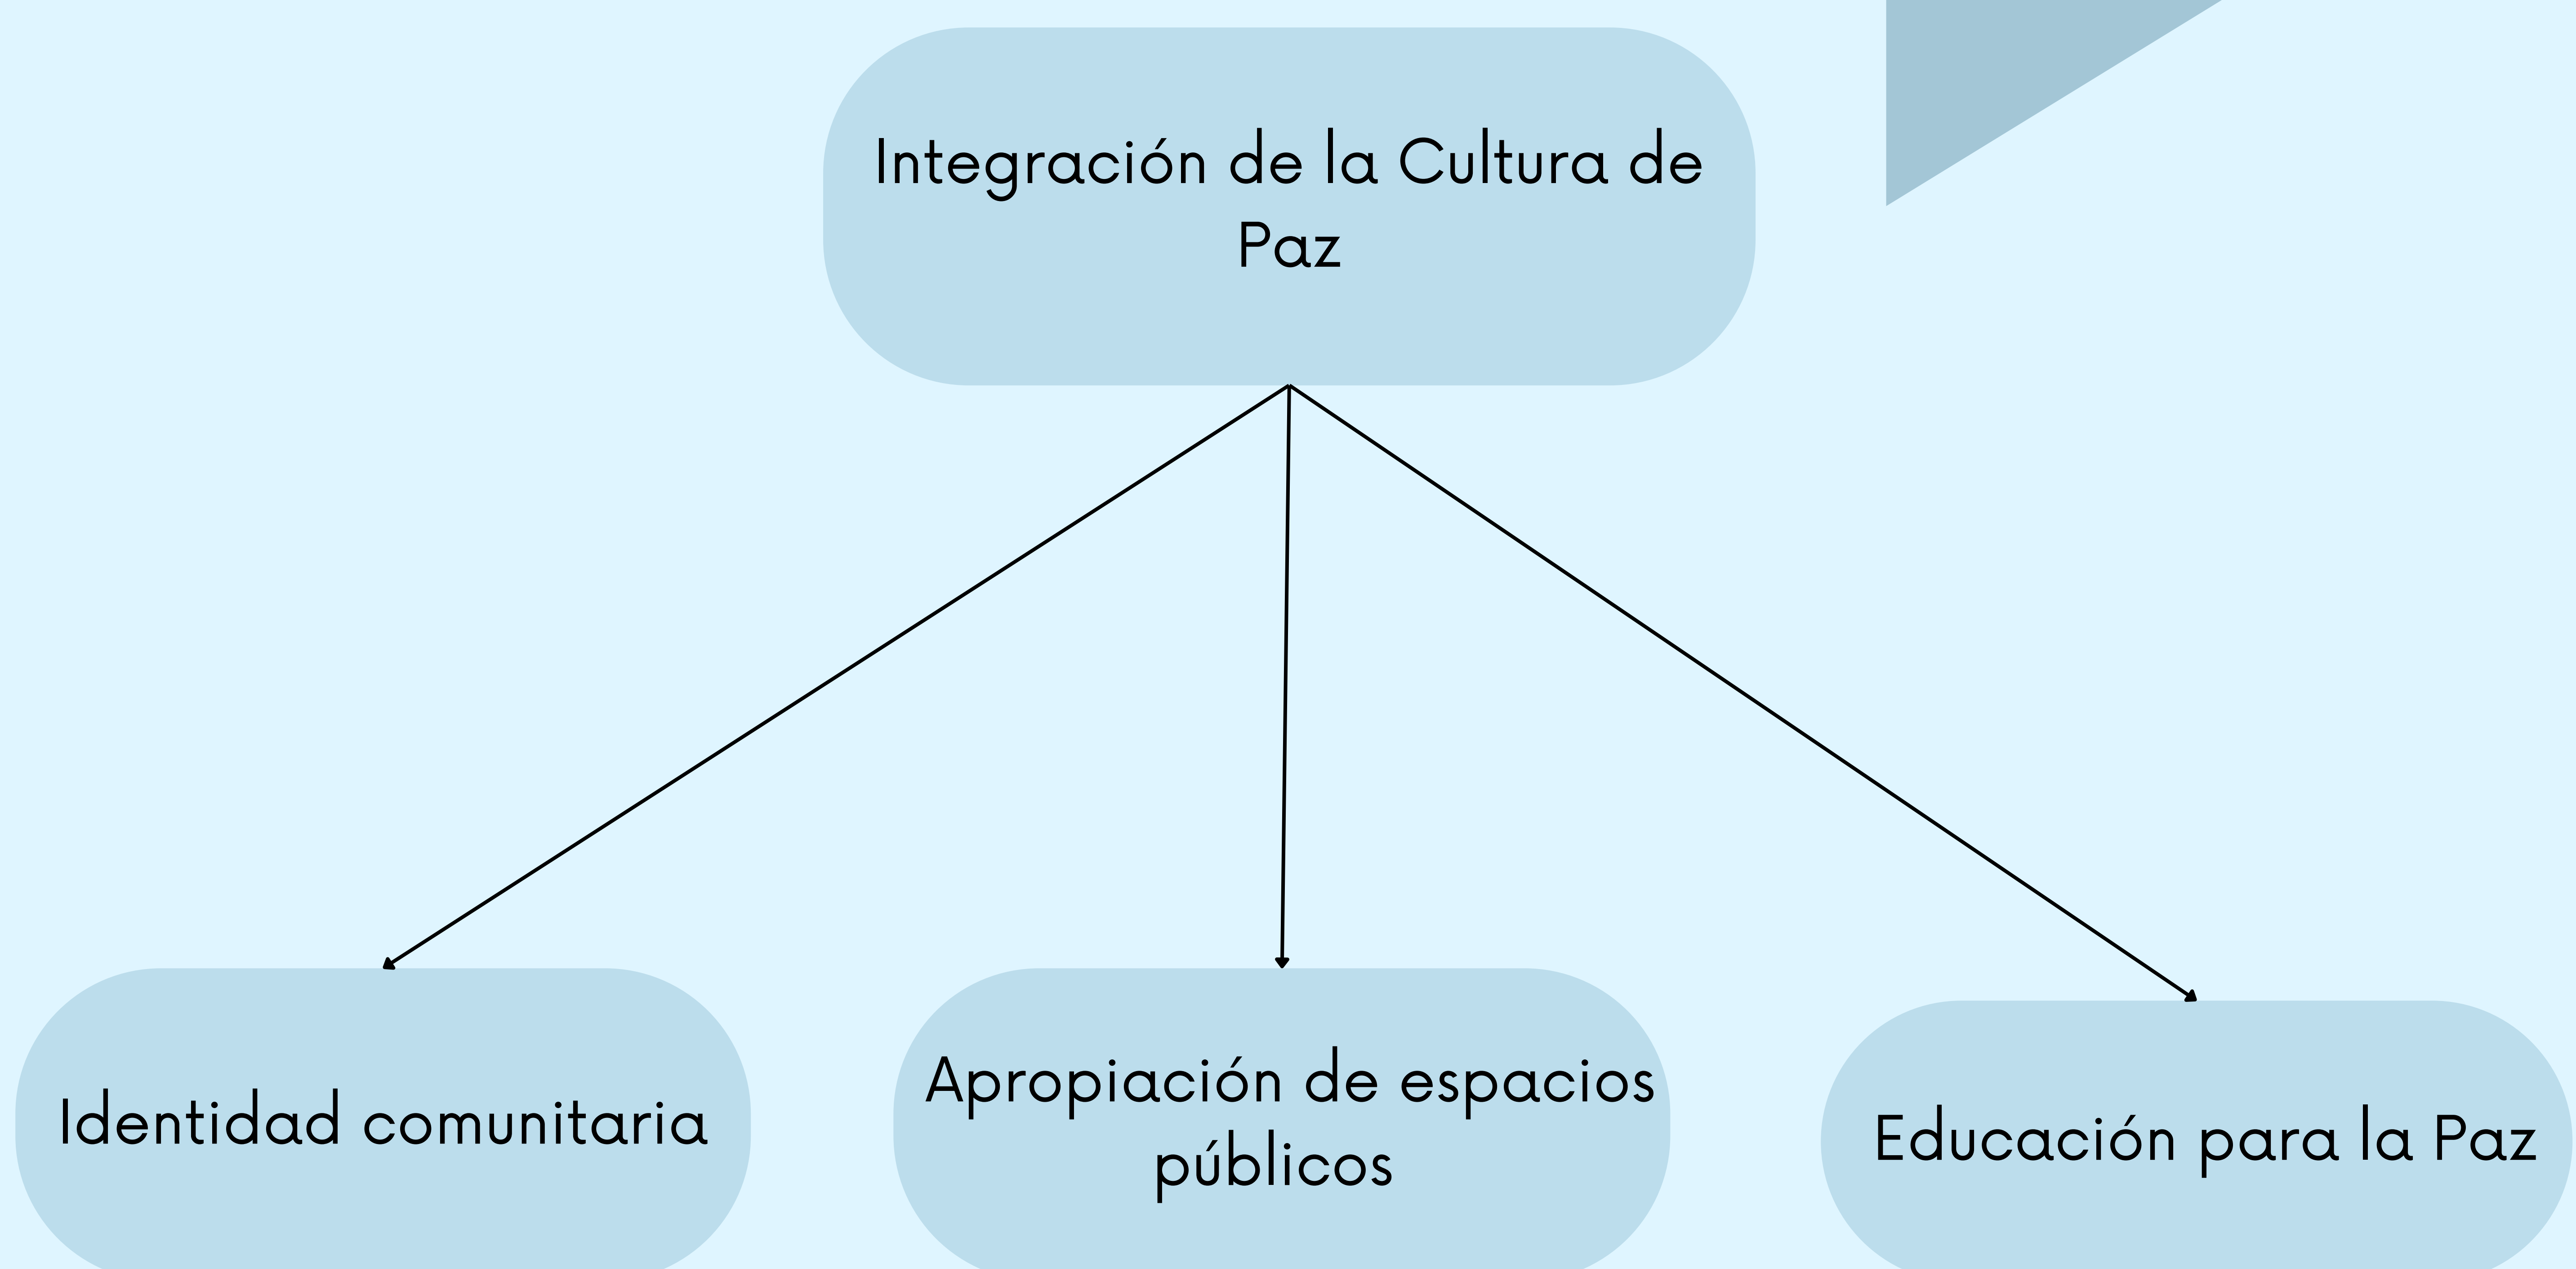 Integración de la Cultura de
Paz
Identidad comunitaria
Apropiación de espacios
públicos
Educación para la Paz